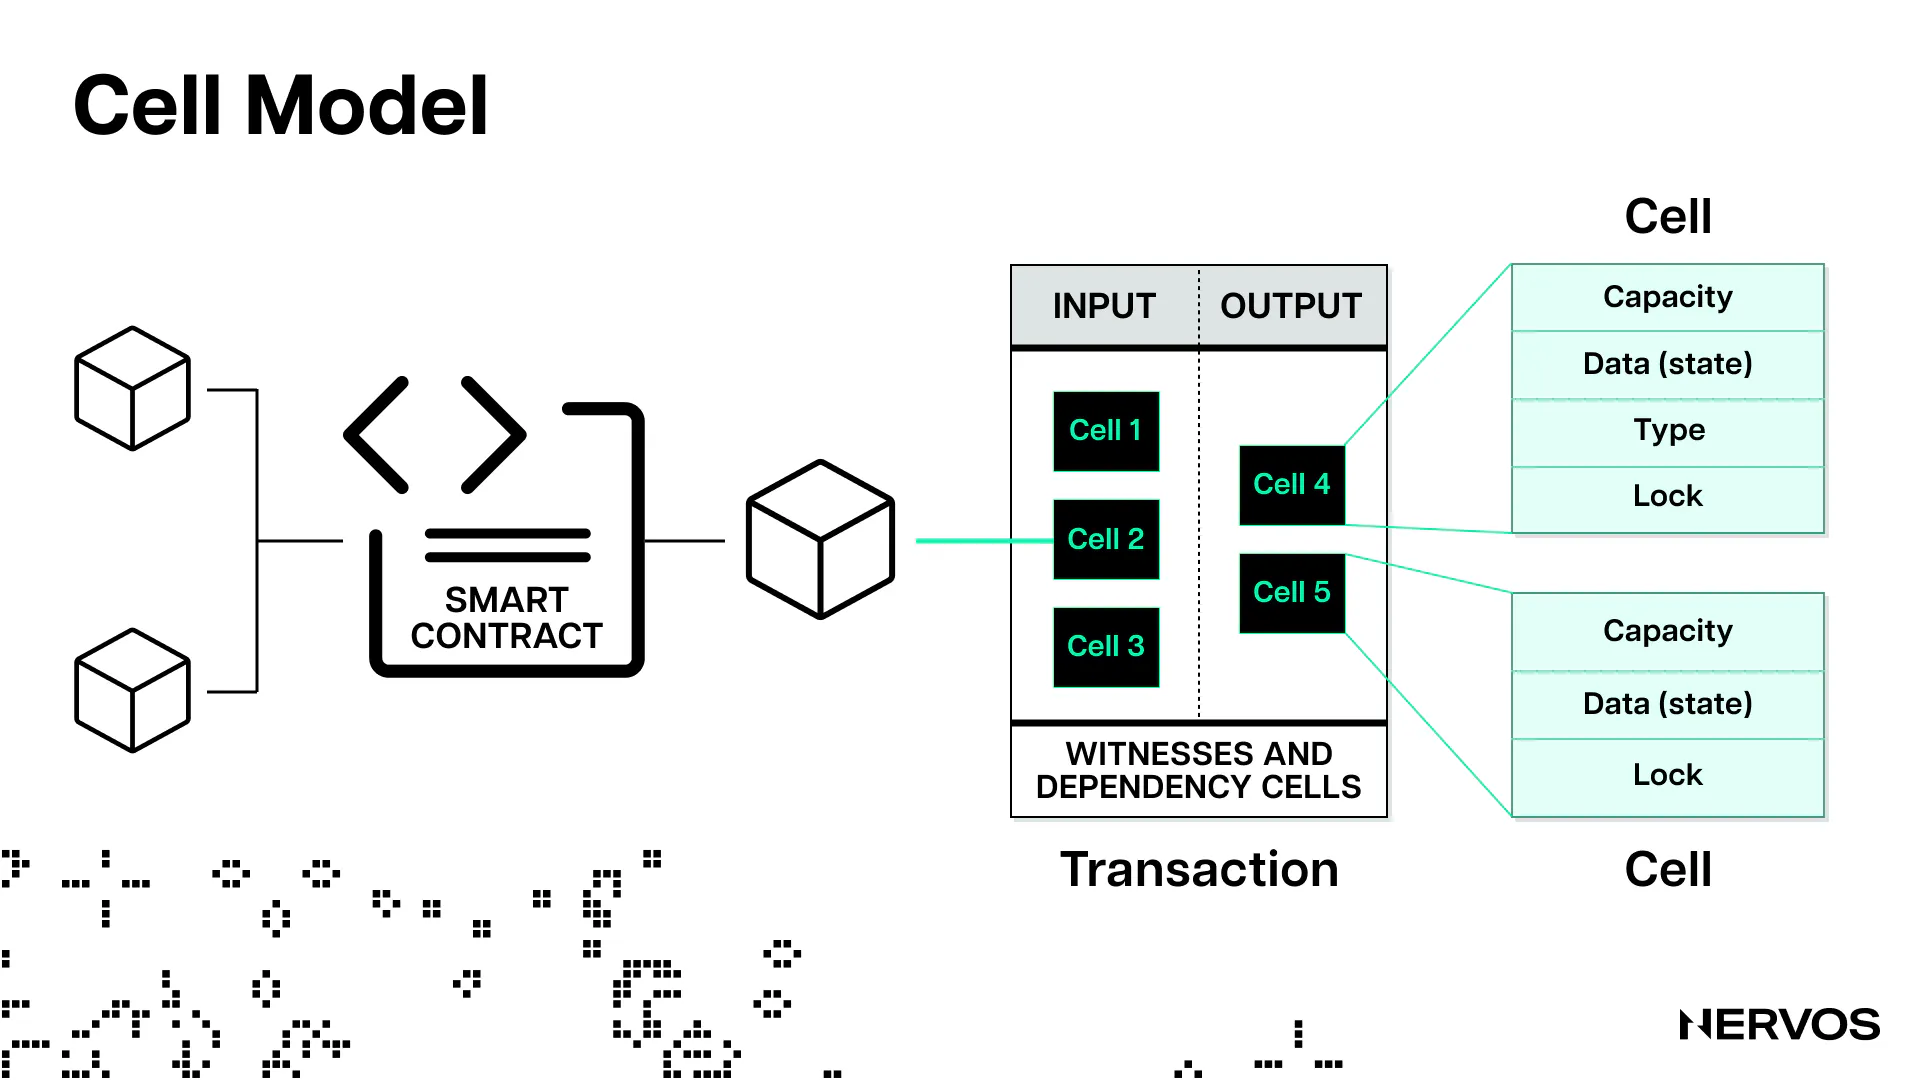 Cell Model
SMART
CONTRACT
INPUT
OUTPUT
Cell 1
Cell 2
Cell 3
Cell 4
Cell 5
WITNESSES AND
DEPENDENCY CELLS
Transaction
Cell
Capacity
Data (state)
Type
Lock
Capacity
Data (state)
Lock
Cell
NERVOS